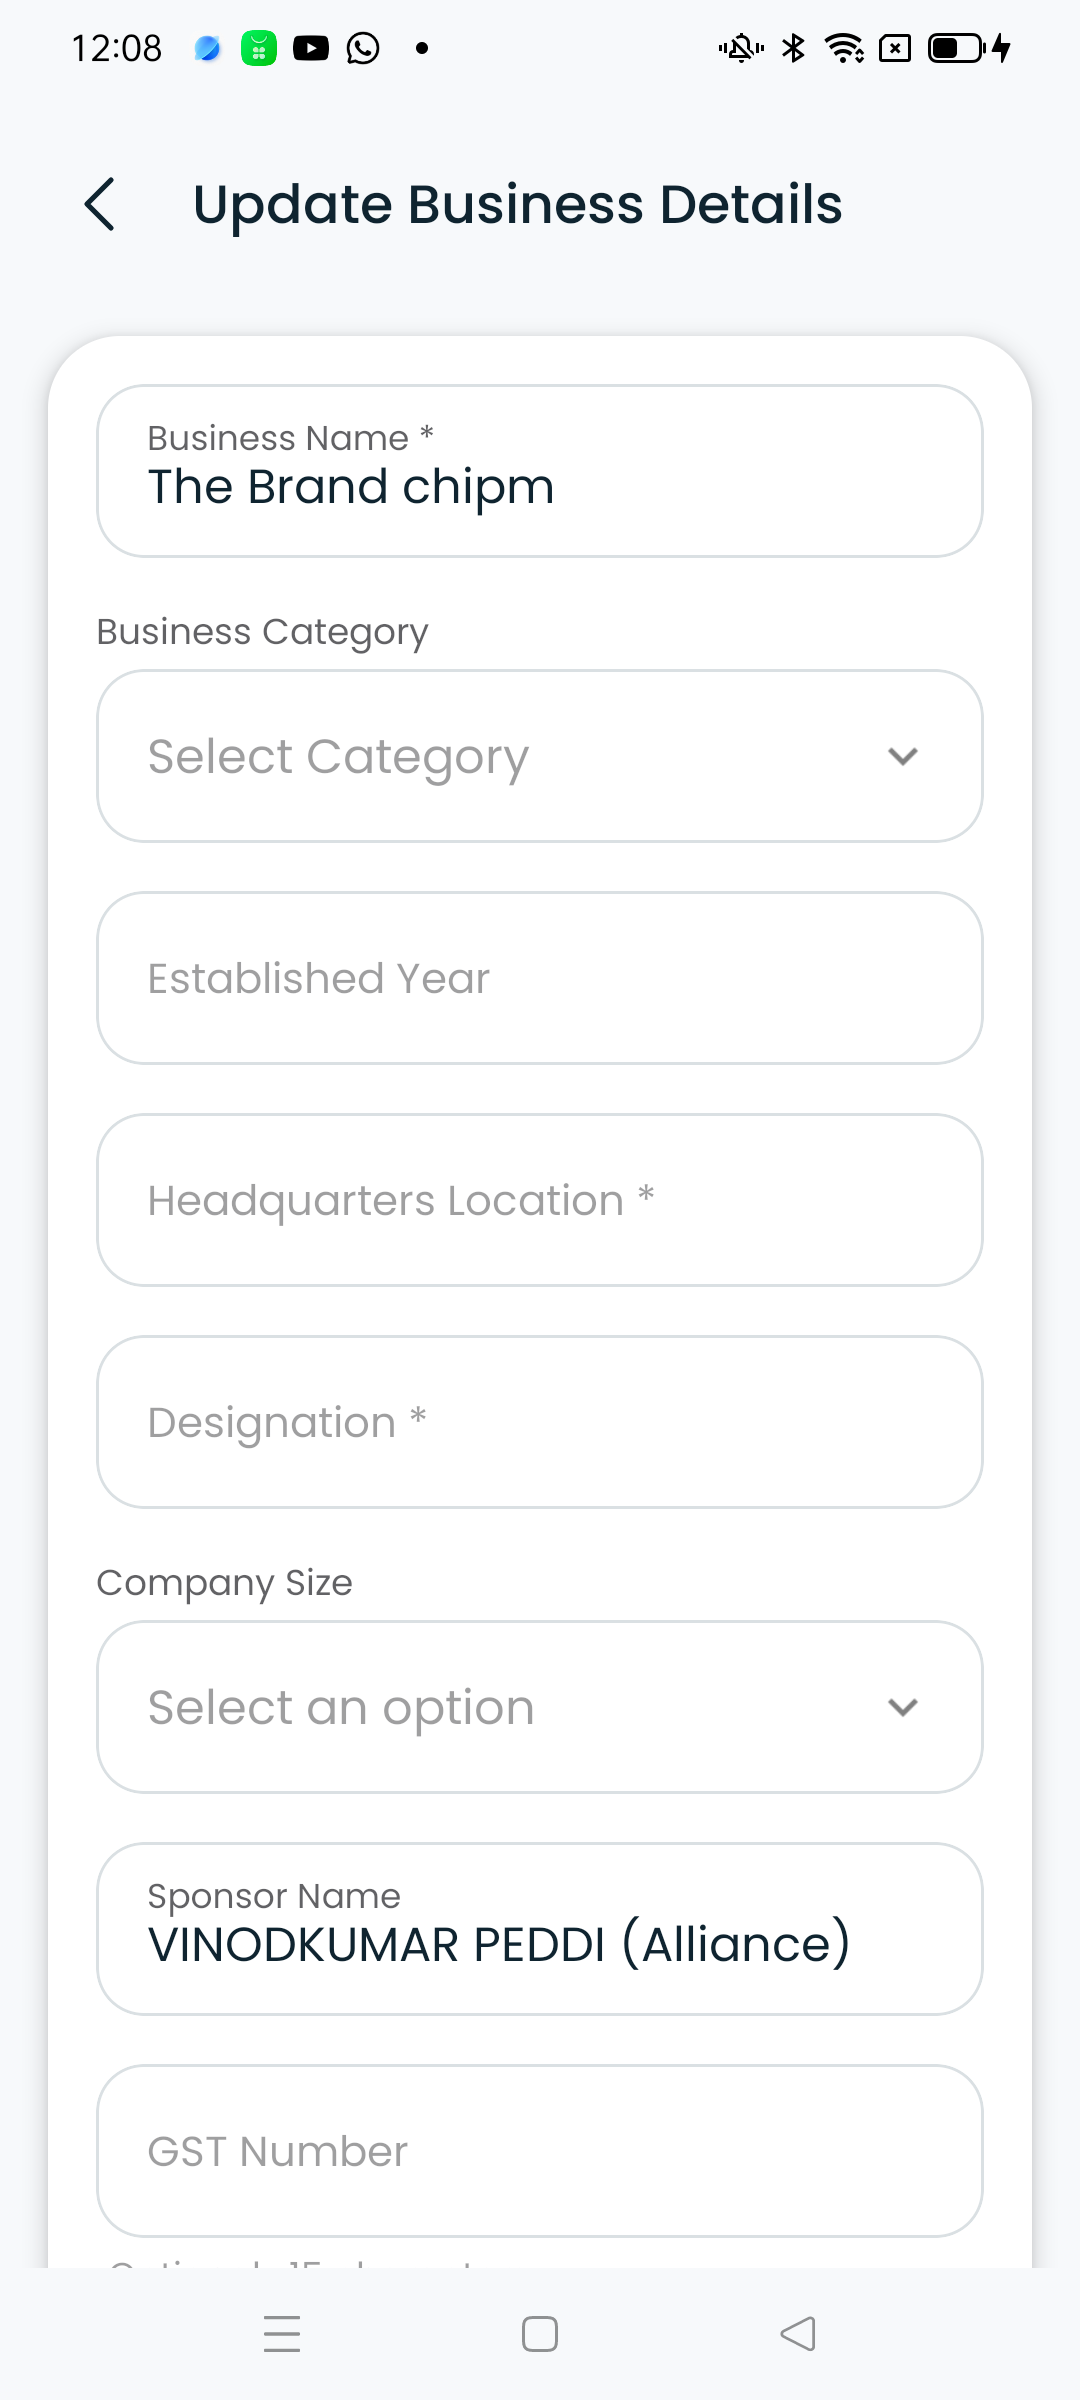 12:08
Update Business Details
Business Name *
The Brand chipm
Business Category
Select Category
Established Year
Headquarters Location *
Designation *
Company Size
Select an option
Sponsor Name
VINODKUMAR PEDDI (Alliance)
GST Number